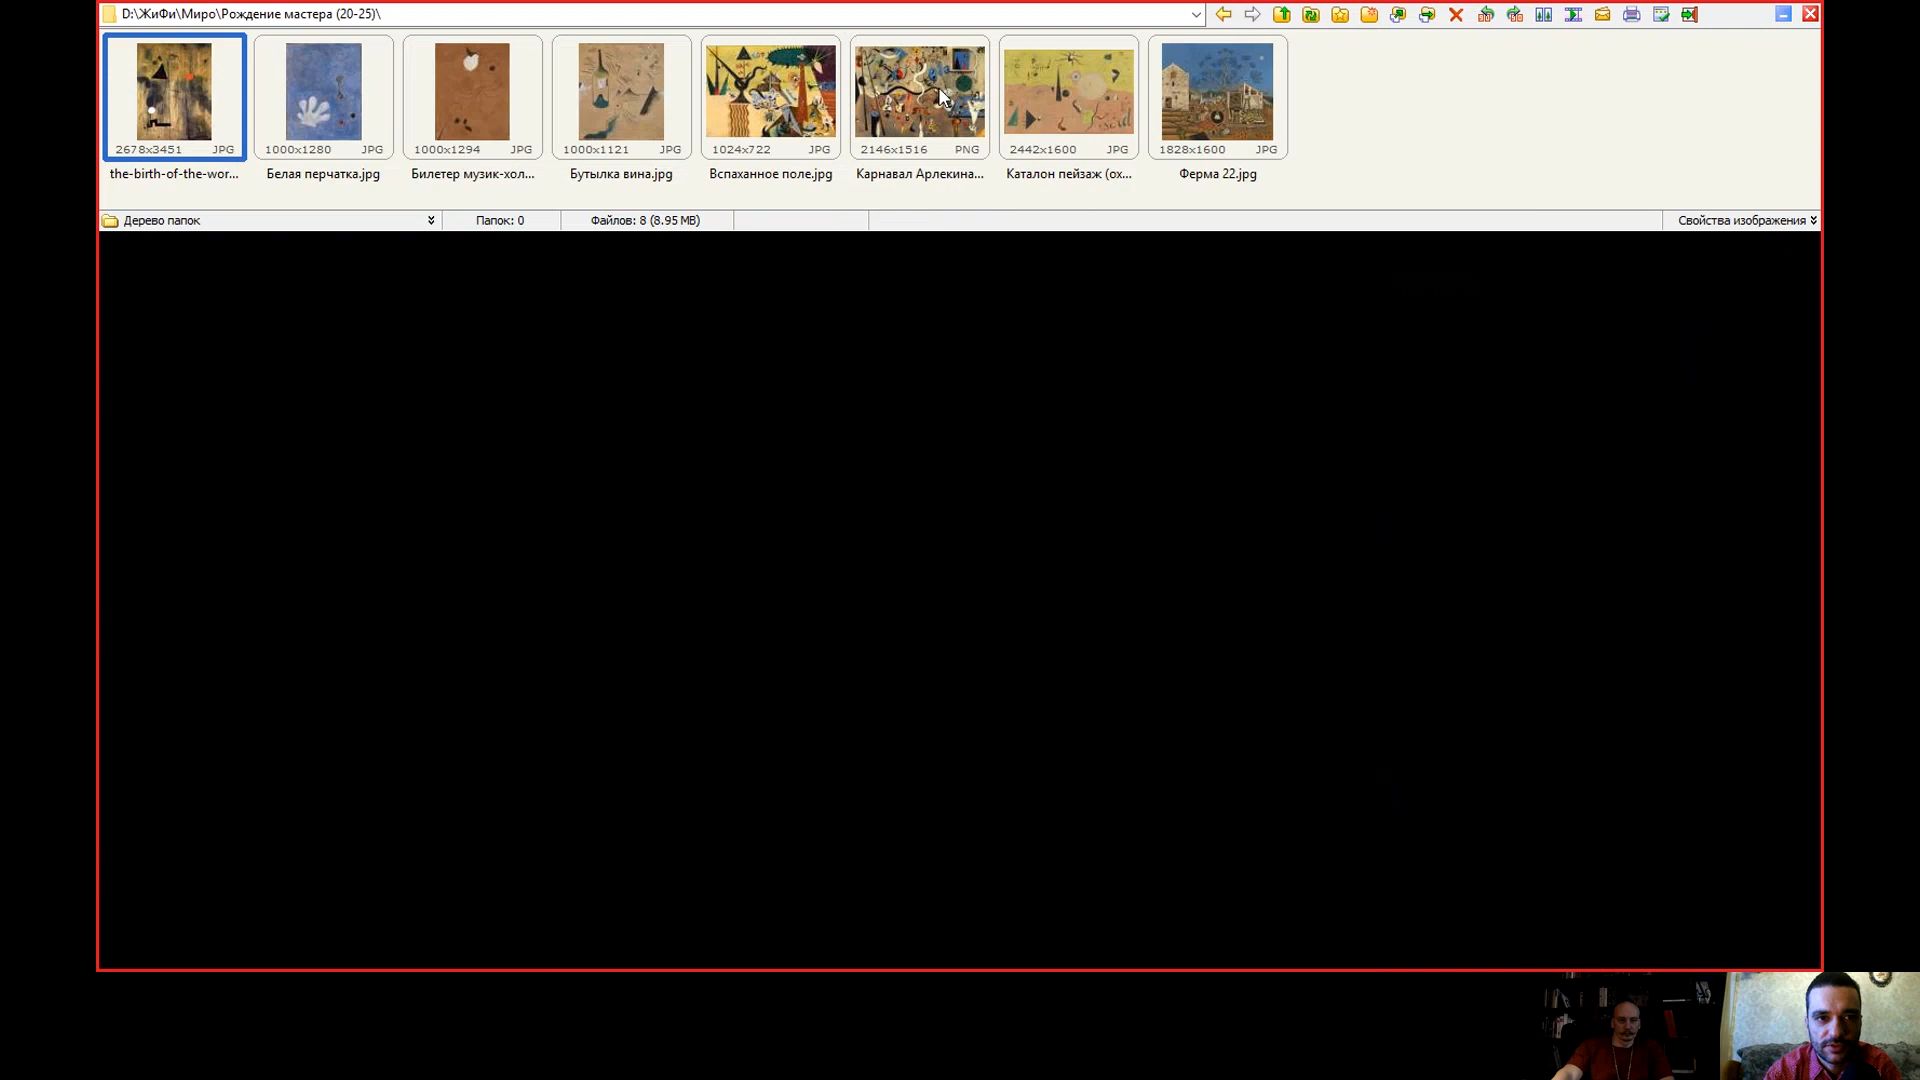 D:\ЖиФи\Миро\Рождение мастера (20-25)\
2678x3451 JPG
1000x1280 JPG
1000x1294 JPG
1000x1121 JPG
1024x722 JPG
2146x1516 PNG
2442x1600 JPG
1828x1600 JPG
the-birth-of-the-wor...
Белая перчатка.jpg
Билетер музик-хол...
Бутылка вина.jpg
Вспаханное поле.jpg
Карнавал Арлекина...
Каталон пейзаж (ох...
Ферма 22.jpg
Дерево папок
Папок: 0
Файлов: 8 (8.95 MB)
Свойства изображения